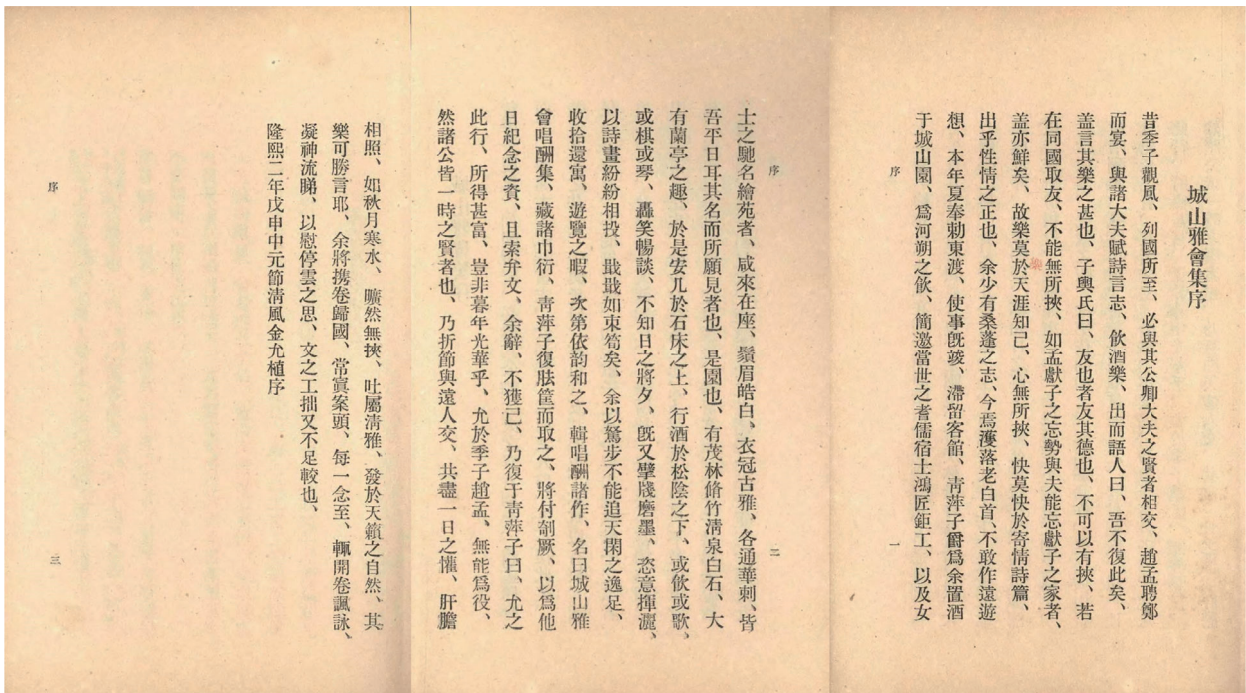 城山雅會集序
昔季子觀風、列國所至、必與其公卿大夫之賢者相交、趙孟聘鄭
而宴、與諸大夫賦詩言志、飲酒樂、出而語人曰、吾不復此矣、
盖言其樂之甚也、子輿氏曰、友也者友其德也、不可以有挾、若
在同國取友、不能無所挾、如孟獻子之忘勢與夫能忘獻子之家者、
盖亦鮮矣、故樂莫樂於天涯知己、心無所挾、快莫快於寄情詩篇、
出乎性情之正也、余少有桑蓬之志、今焉濩落老白首、不敢作遠遊
想、本年夏奉勅東渡、使事旣竣、滯留客館、靑萍子爵爲余置酒
于城山園、爲河朔之飲、簡邀當世之耆儒宿士鴻匠鉅工、以及女
序
一
士之馳名繪苑者、咸來在座、鬚眉皓白、衣冠古雅、各通華刺、皆
吾平日耳其名而所願見者也、是園也、有茂林脩竹淸泉白石、大
有蘭亭之趣、於是安几於石床之上、行酒於松陰之下、或飲或歌、
或棋或琴、轟笑暢談、不知日之將夕、旣又擘牋磨墨、恣意揮灑、
以詩畫紛紛相投、戢戢如束筍矣、余以駑步不能追天閑之逸足、
收拾還寓、遊覽之暇、次第依韵和之、輯唱酬諸作、名曰城山雅
會唱酬集、藏諸巾衍、靑萍子復胠筐而取之、將付剞劂、以爲他
日紀念之資、且索弁文、余辭、不獲已、乃復于靑萍子曰、允之
此行、所得甚富、豈非暮年光華乎、允於季子趙孟、無能爲役、
然諸公皆一時之賢者也、乃折節與遠人交、共盡一日之懽、肝膽
序
二
相照、如秋月寒水、曠然無挾、吐屬淸雅、發於天籟之自然、其
樂可勝言耶、余將携卷歸國、常寘案頭、每一念至、輒開卷諷詠、
凝神流睇、以慰停雲之思、文之工拙又不足較也、
隆熙二年戊申中元節淸風金允植序
序
三